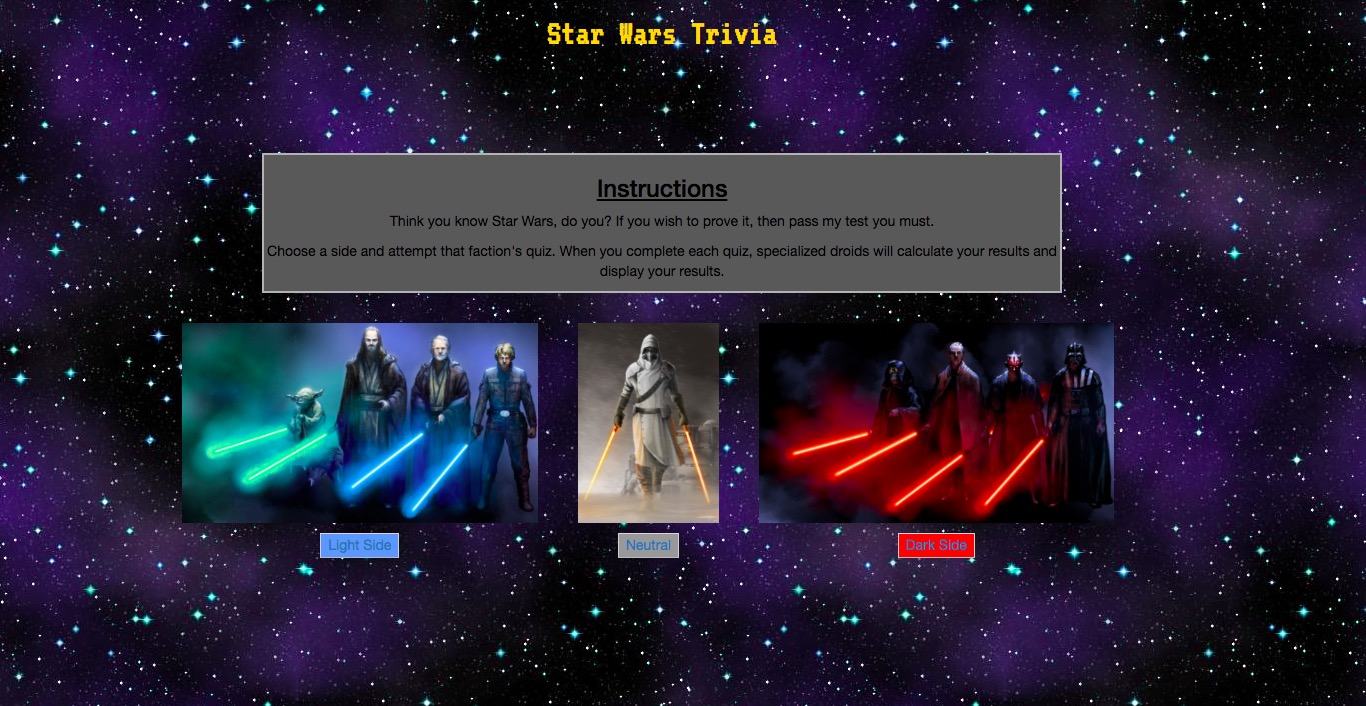 Star Wars Trivia
Instructions
Think you know Star Wars, do you? If you wish to prove it, then pass my test you must.
Choose a side and attempt that faction's quiz. When you complete each quiz, specialized droids will calculate your results and
display your results.
Light Side
Neutral
Dark Side